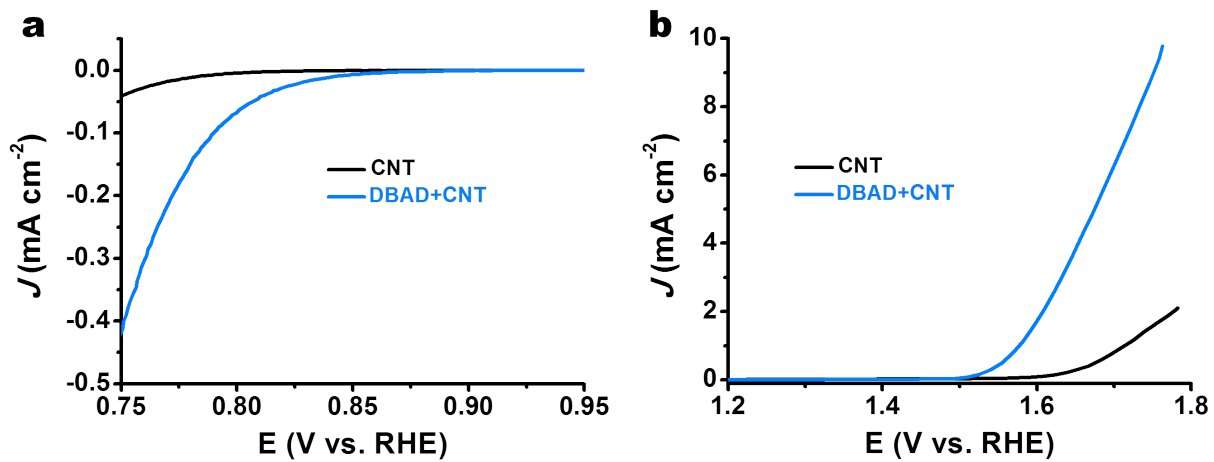 a
0.0
-0.1
-0.2
-0.3
-0.4
-0.5
J (mA cm-2)
CNT
DBAD+CNT
0.75 0.80 0.85 0.90 0.95
E (V vs. RHE)
b
10
8
6
4
2
0
J (mA cm-2)
CNT
DBAD+CNT
1.2 1.4 1.6 1.8
E (V vs. RHE)